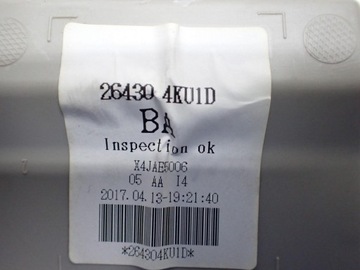 26430 4KU1D
BA
Inspection ok
X4JAE5006
05 AA I4
2017.04.13-19:21:40
*264304KU1D*